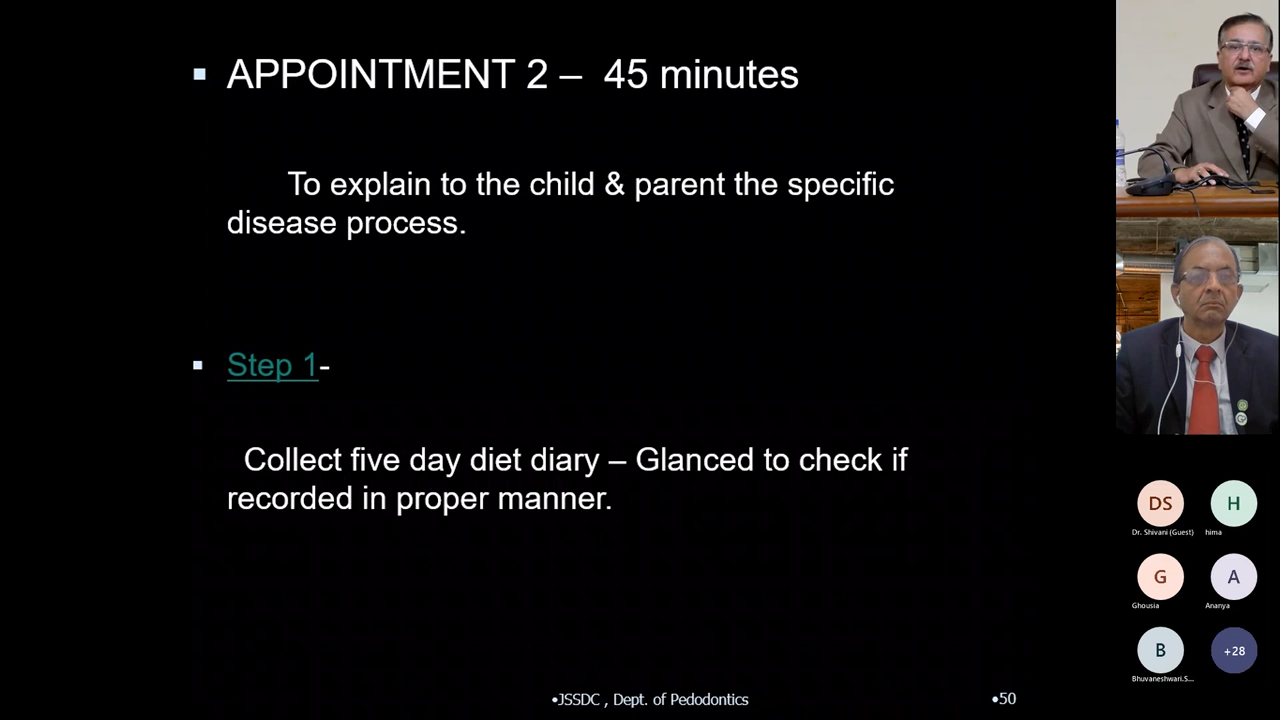 APPOINTMENT 2 – 45 minutes
To explain to the child & parent the specific
disease process.
Step 1-
Collect five day diet diary – Glanced to check if
recorded in proper manner.
•JSSDC , Dept. of Pedodontics
•50
DS
H
Dr. Shivani (Guest)
hima
G
A
Ghousia
Ananya
B
+28
Bhuvaneshwari.S...